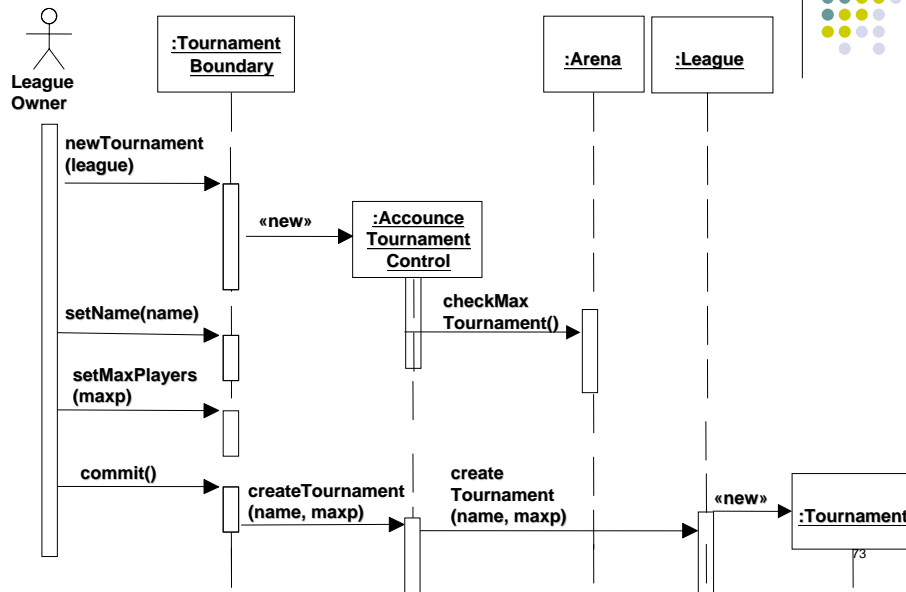 League
Owner
:Tournament
Boundary
:Arena
:League
newTournament
(league)
«new»
:Accounce
Tournament
Control
checkMax
Tournament()
setName(name)
setMaxPlayers
(maxp)
commit()
createTournament
(name, maxp)
create
Tournament
(name, maxp)
«new»
:Tournament
73